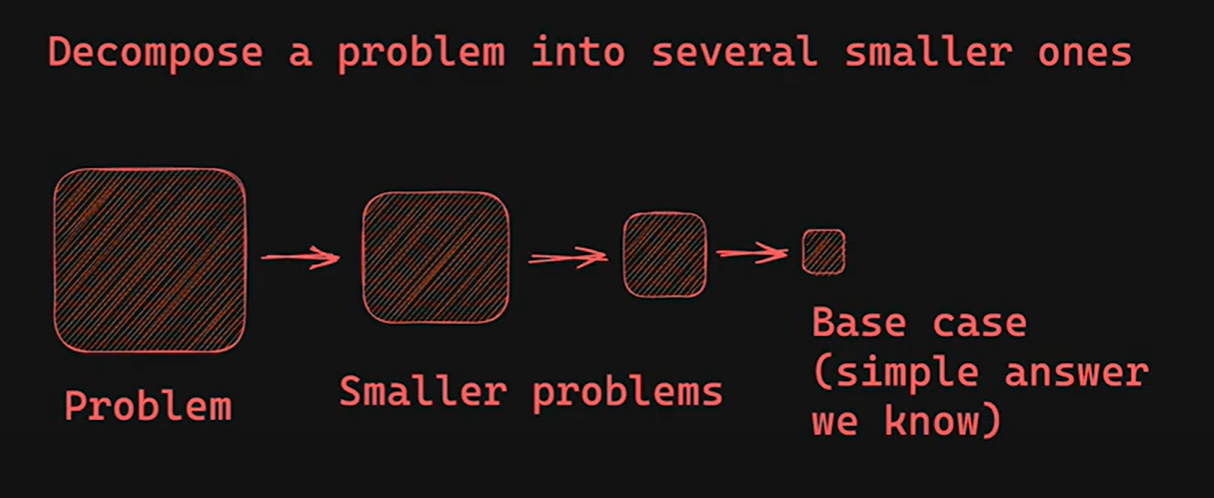 Decompose a problem into several smaller ones
Problem
Smaller problems
Base case
(simple answer
we know)